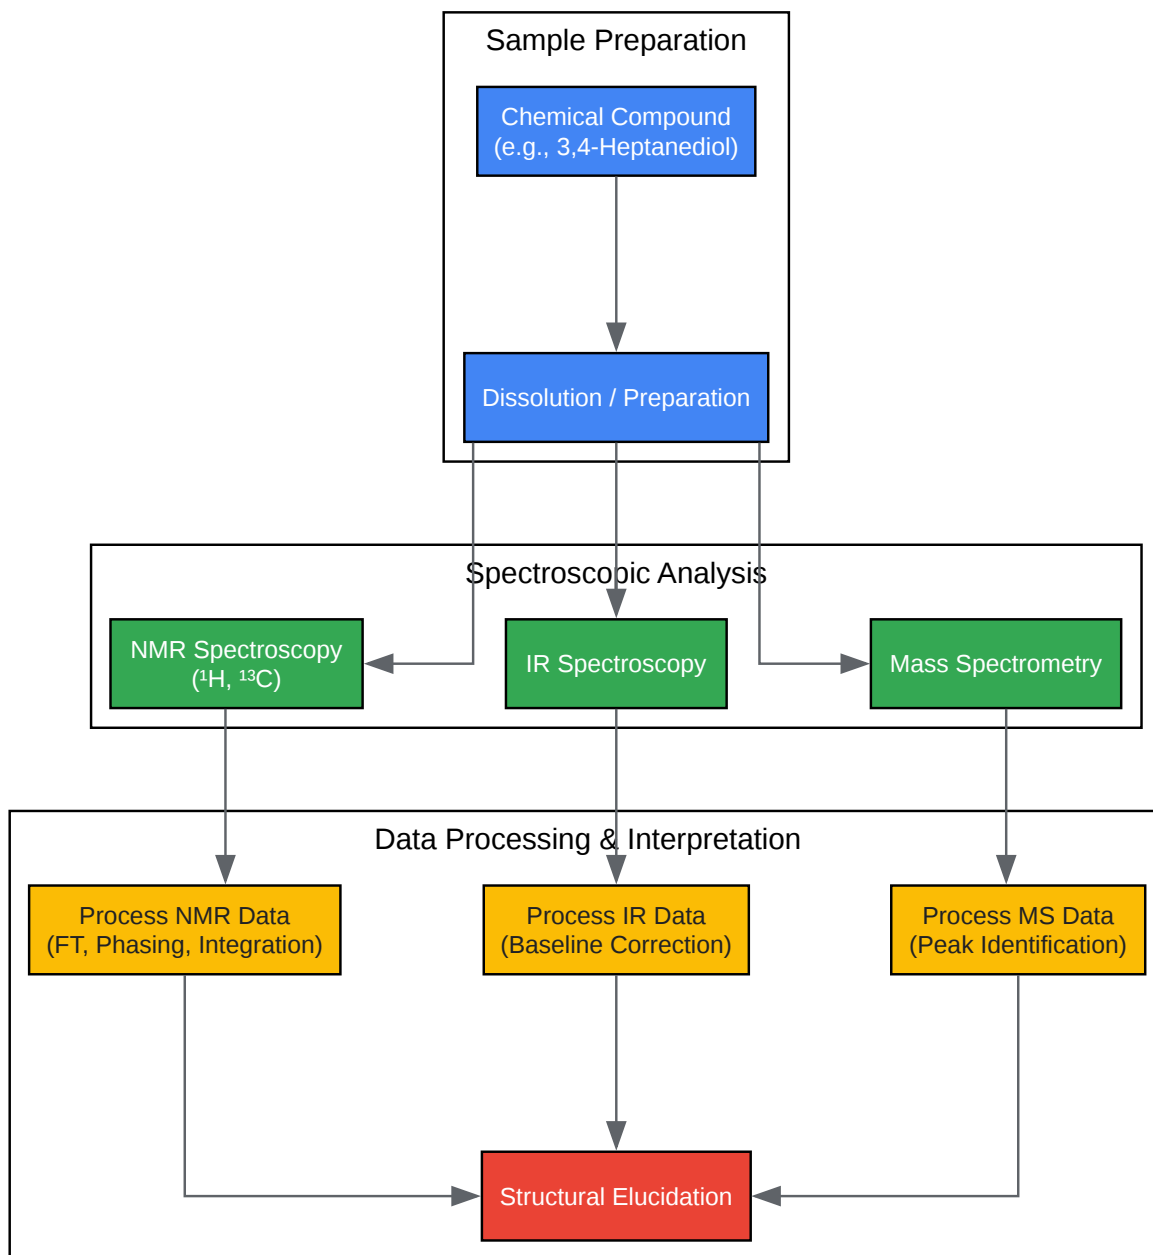 Sample Preparation
Chemical Compound
(e.g., 3,4-Heptanediol)
Dissolution / Preparation
Spectroscopic Analysis
NMR Spectroscopy
(¹H, ¹³C)
IR Spectroscopy
Mass Spectrometry
Data Processing & Interpretation
Process NMR Data
(FT, Phasing, Integration)
Process IR Data
(Baseline Correction)
Process MS Data
(Peak Identification)
Structural Elucidation